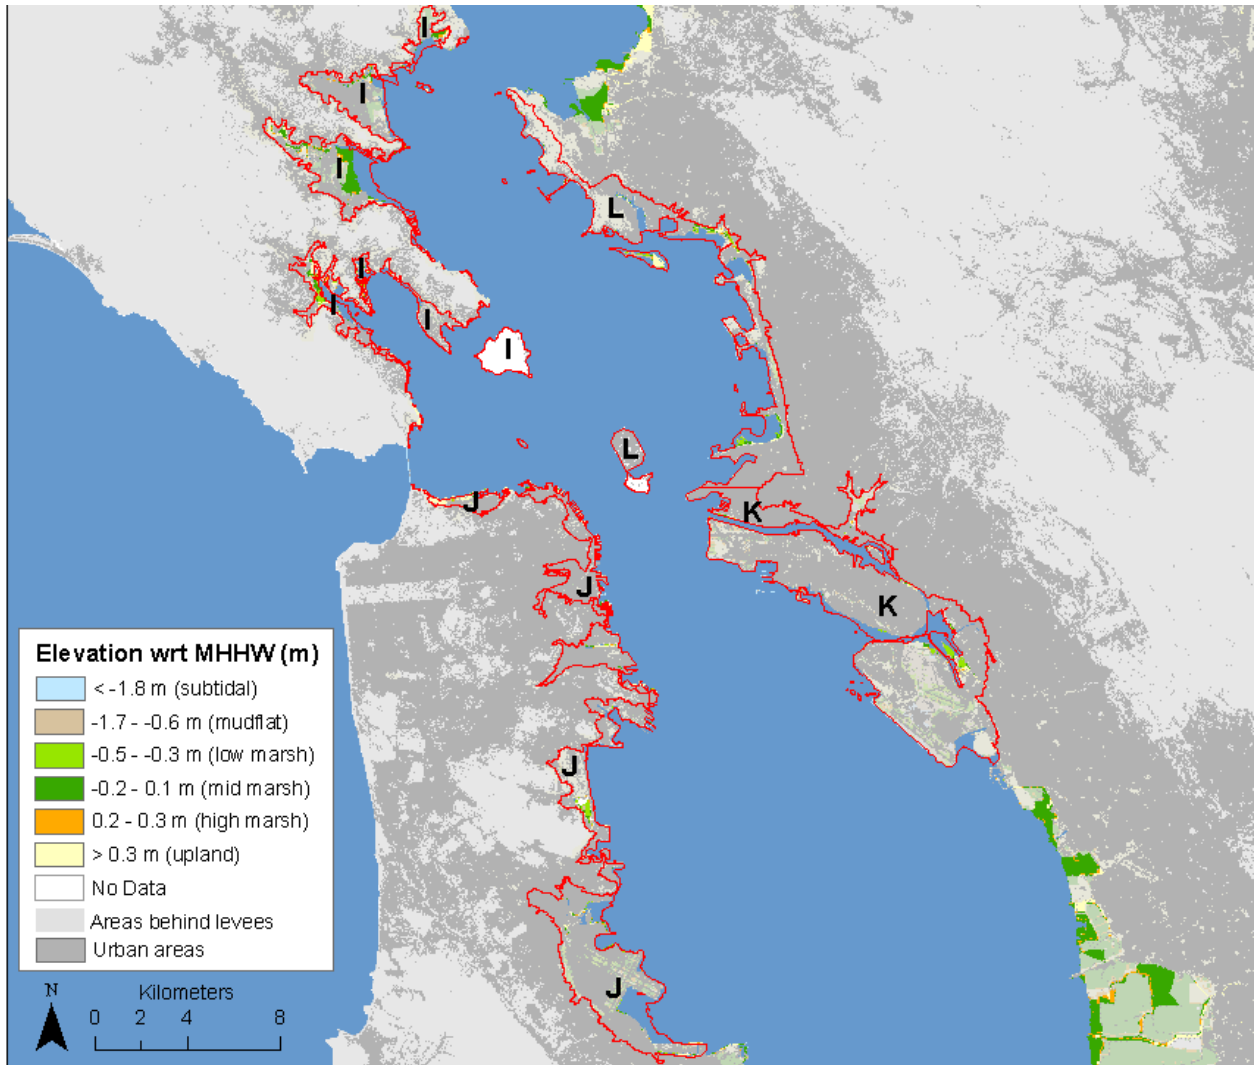 I
I
I
L
I
I
I
I
L
J
K
J
K
J
J
Elevation wrt MHHW (m)
< -1.8 m (subtidal)
-1.7 - -0.6 m (mudflat)
-0.5 - -0.3 m (low marsh)
-0.2 - 0.1 m (mid marsh)
0.2 - 0.3 m (high marsh)
> 0.3 m (upland)
No Data
Areas behind levees
Urban areas
N
Kilometers
0 2 4 8